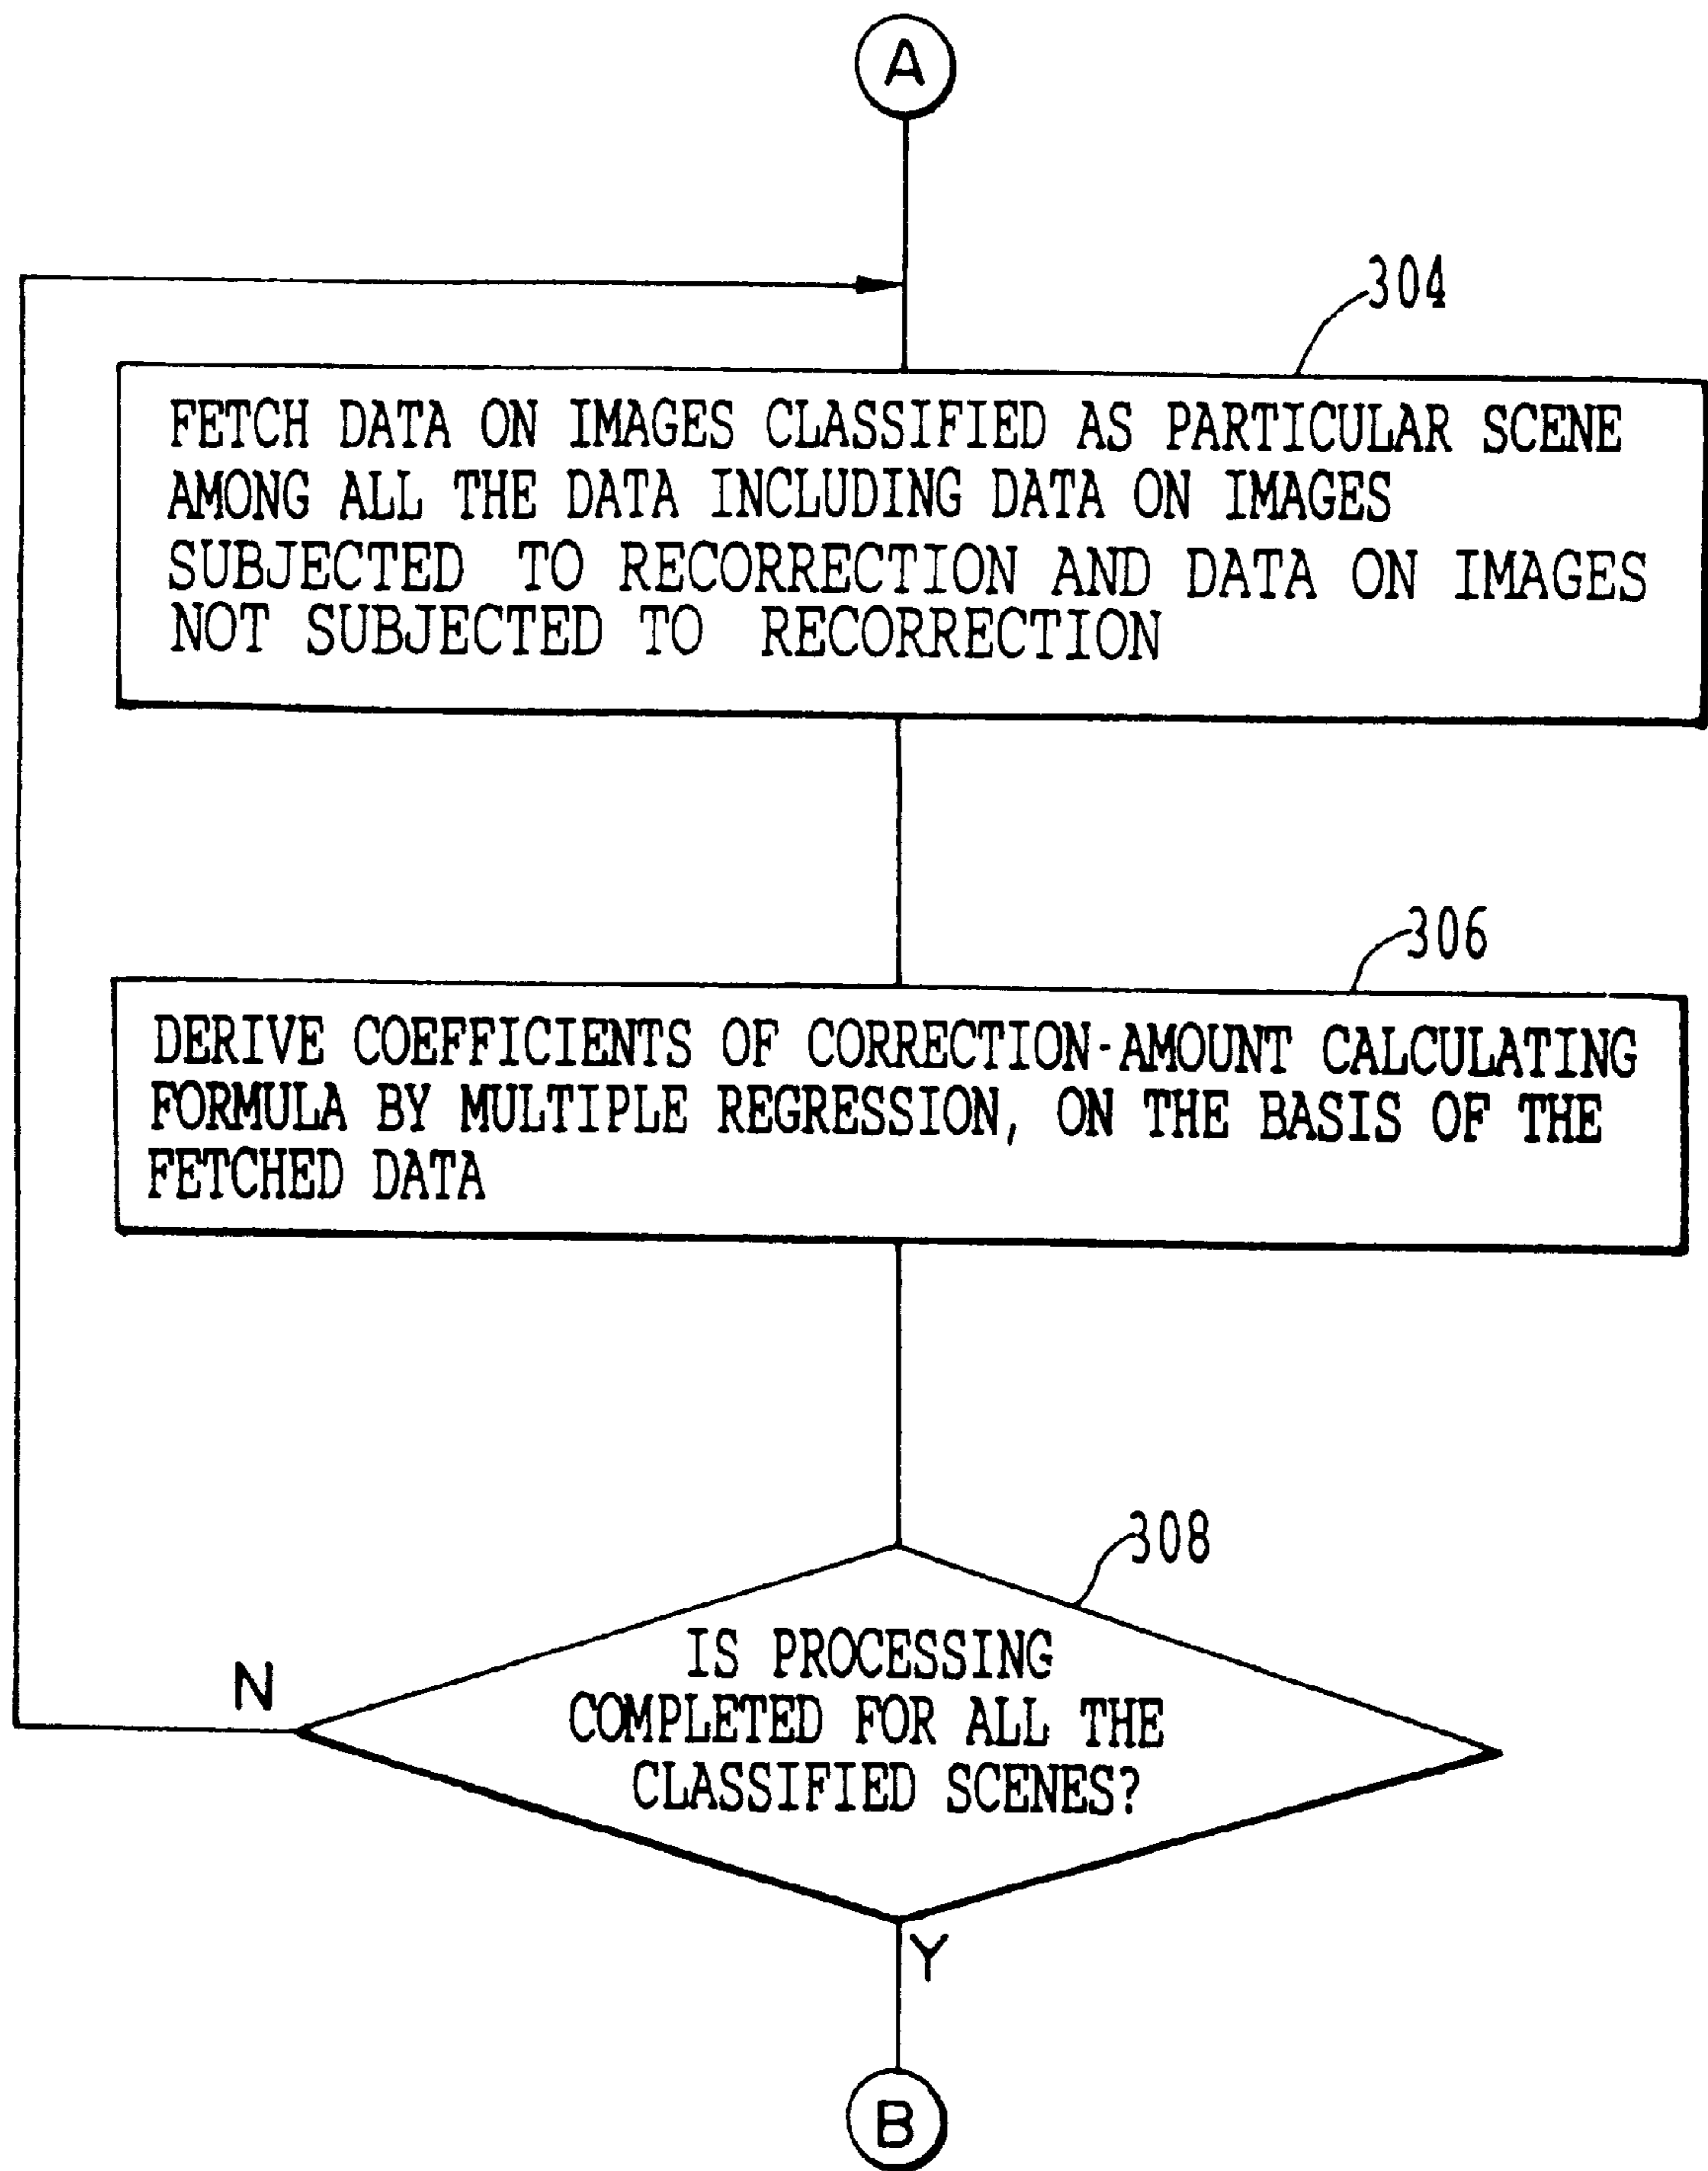 A
304
FETCH DATA ON IMAGES CLASSIFIED AS PARTICULAR SCENE
AMONG ALL THE DATA INCLUDING DATA ON IMAGES
SUBJECTED TO RECORRECTION AND DATA ON IMAGES
NOT SUBJECTED TO RECORRECTION
306
DERIVE COEFFICIENTS OF CORRECTION-AMOUNT CALCULATING
FORMULA BY MULTIPLE REGRESSION, ON THE BASIS OF THE
FETCHED DATA
308
IS PROCESSING
COMPLETED FOR ALL THE
CLASSIFIED SCENES?
N
Y
B